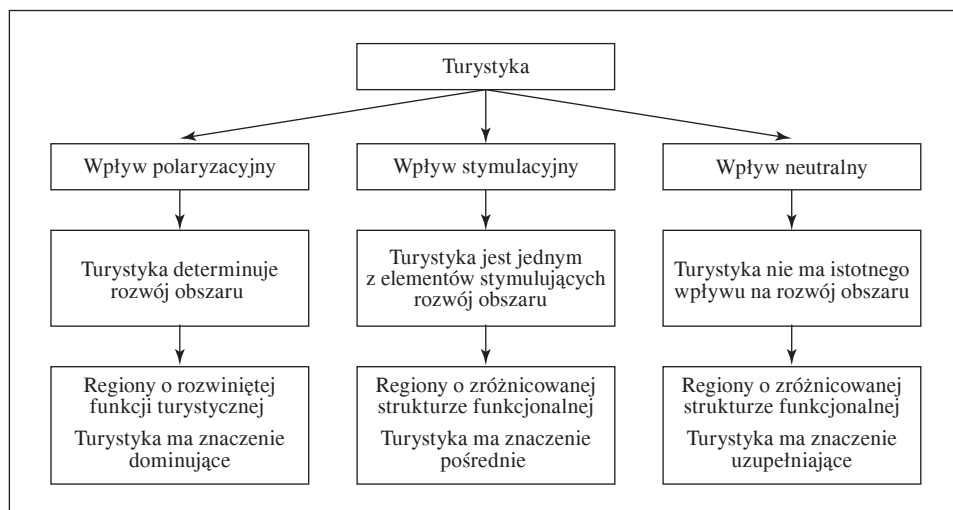 Turystyka
Wpływ polaryzacyjny
Wpływ stymulacyjny
Wpływ neutralny
Turystyka determinuje
rozwój obszaru
Turystyka jest jednym
z elementów stymulujących
rozwój obszaru
Turystyka nie ma istotnego
wpływu na rozwój obszaru
Regiony o rozwiniętej
funkcji turystycznej
Turystyka ma znaczenie
dominujące
Regiony o zróżnicowanej
strukturze funkcjonalnej
Turystyka ma znaczenie
pośrednie
Regiony o zróżnicowanej
strukturze funkcjonalnej
Turystyka ma znaczenie
uzupełniające